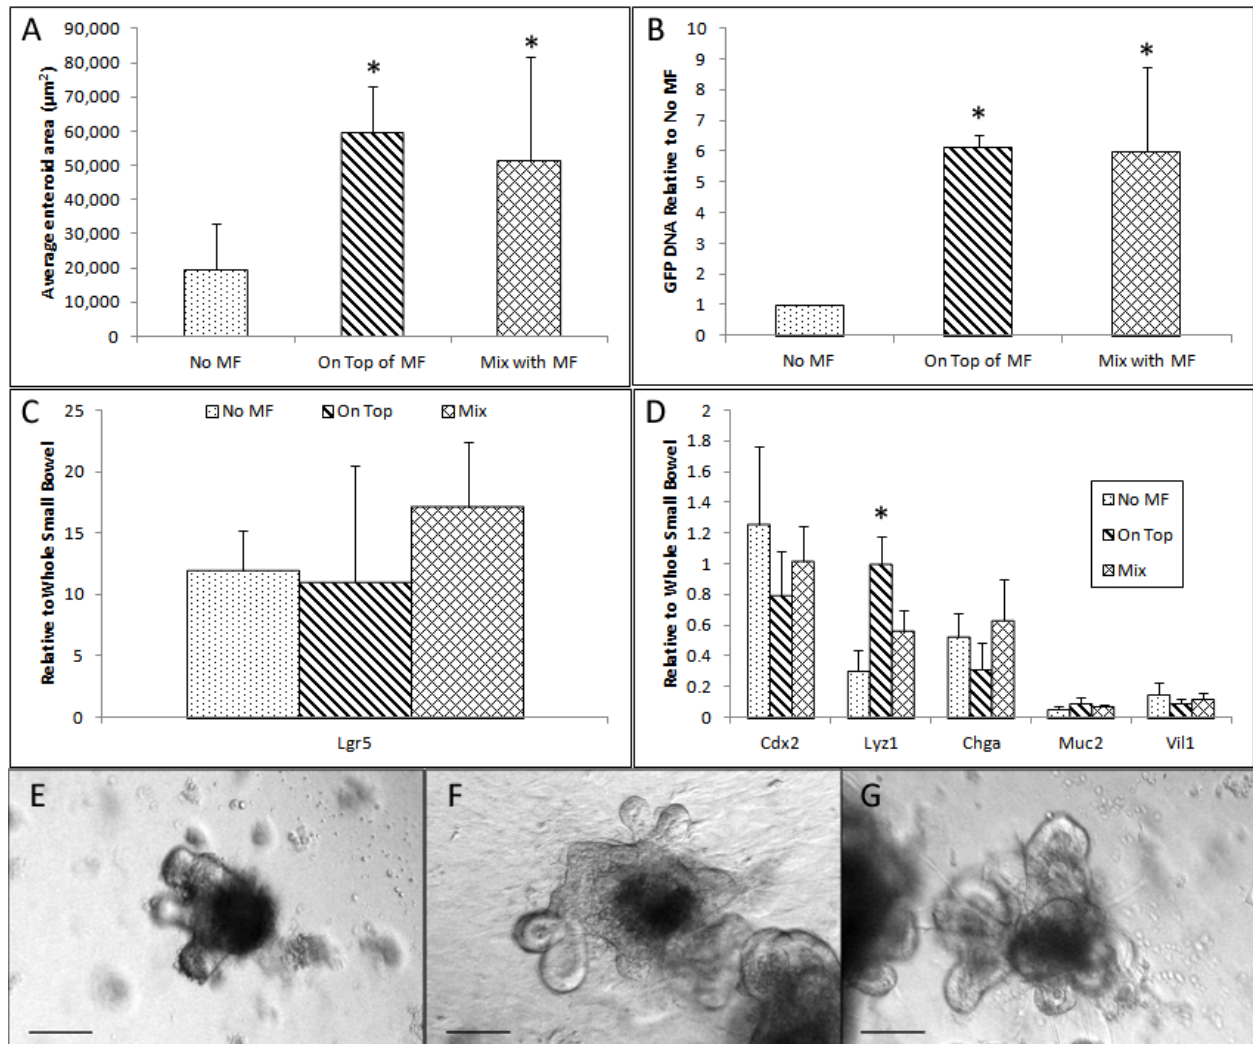 A
Average enteroid area (µm²)
90,000
80,000
70,000
60,000
50,000
40,000
30,000
20,000
10,000
0
*
*
No MF
On Top of MF
Mix with MF
B
GFP DNA Relative to No MF
10
9
8
7
6
5
4
3
2
1
0
*
*
No MF
On Top of MF
Mix with MF
C
Relative to Whole Small Bowel
25
20
15
10
5
0
No MF On Top Mix
Lgr5
D
Relative to Whole Small Bowel
2
1.8
1.6
1.4
1.2
1
0.8
0.6
0.4
0.2
0
*
No MF
On Top
Mix
Cdx2
Lyz1
Chga
Muc2
Vil1
E
F
G